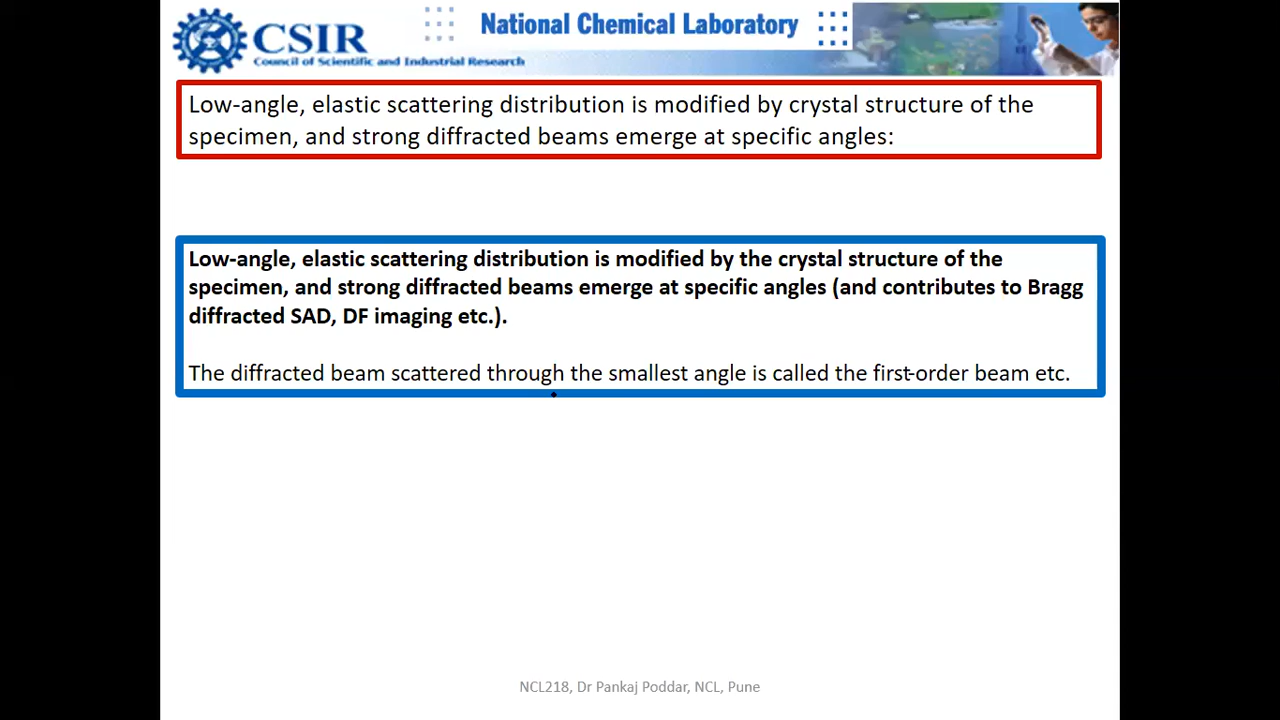 CSIR
Council of Scientific and Industrial Research
National Chemical Laboratory
Low-angle, elastic scattering distribution is modified by crystal structure of the
specimen, and strong diffracted beams emerge at specific angles:
Low-angle, elastic scattering distribution is modified by the crystal structure of the
specimen, and strong diffracted beams emerge at specific angles (and contributes to Bragg
diffracted SAD, DF imaging etc.).
The diffracted beam scattered through the smallest angle is called the first-order beam etc.
NCL218, Dr Pankaj Poddar, NCL, Pune